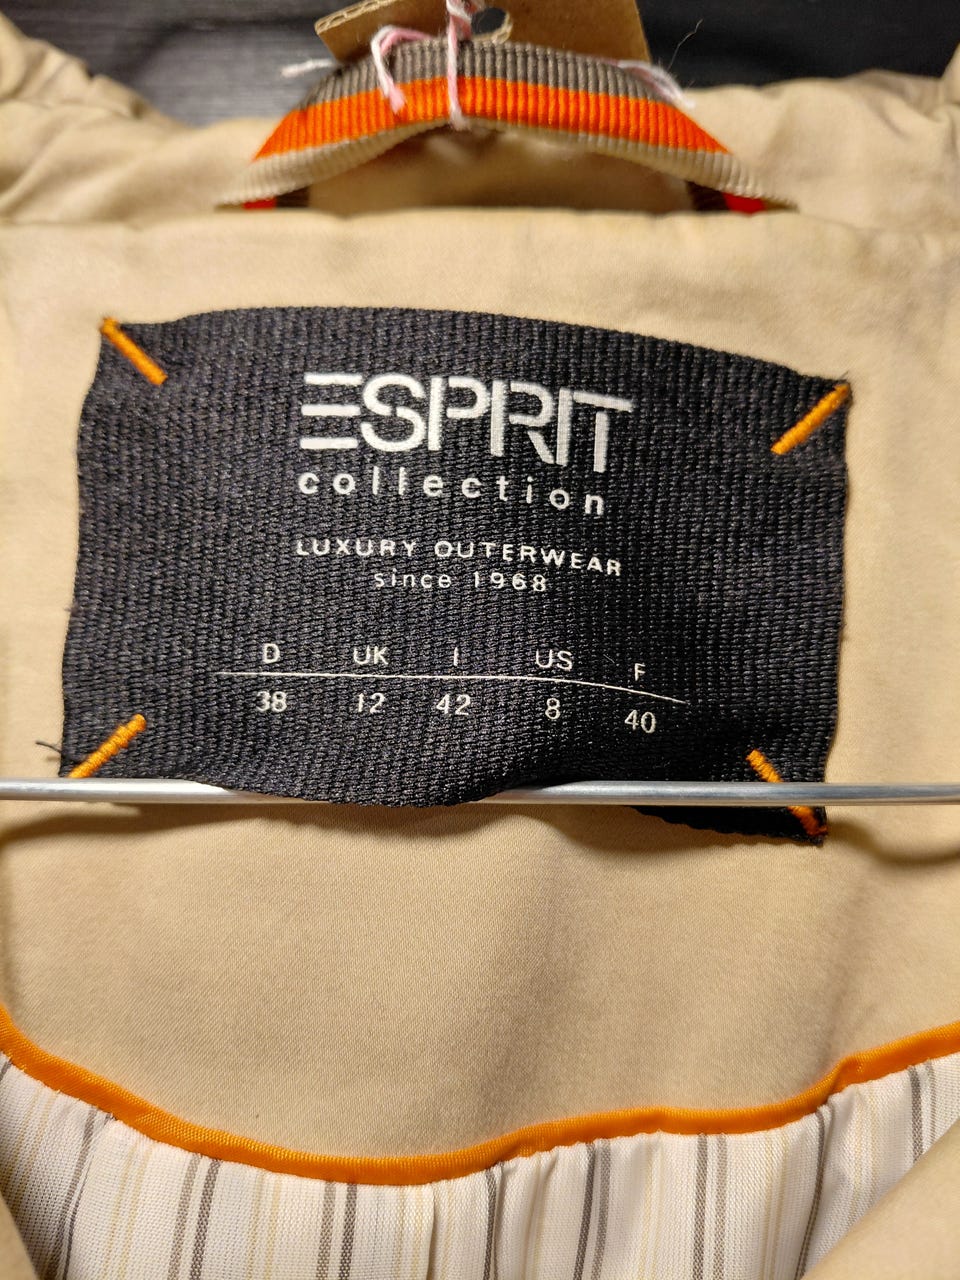 ESPRIT
collection
LUXURY OUTERWEAR
since 1968
D UK I US F
38 12 42 8 40